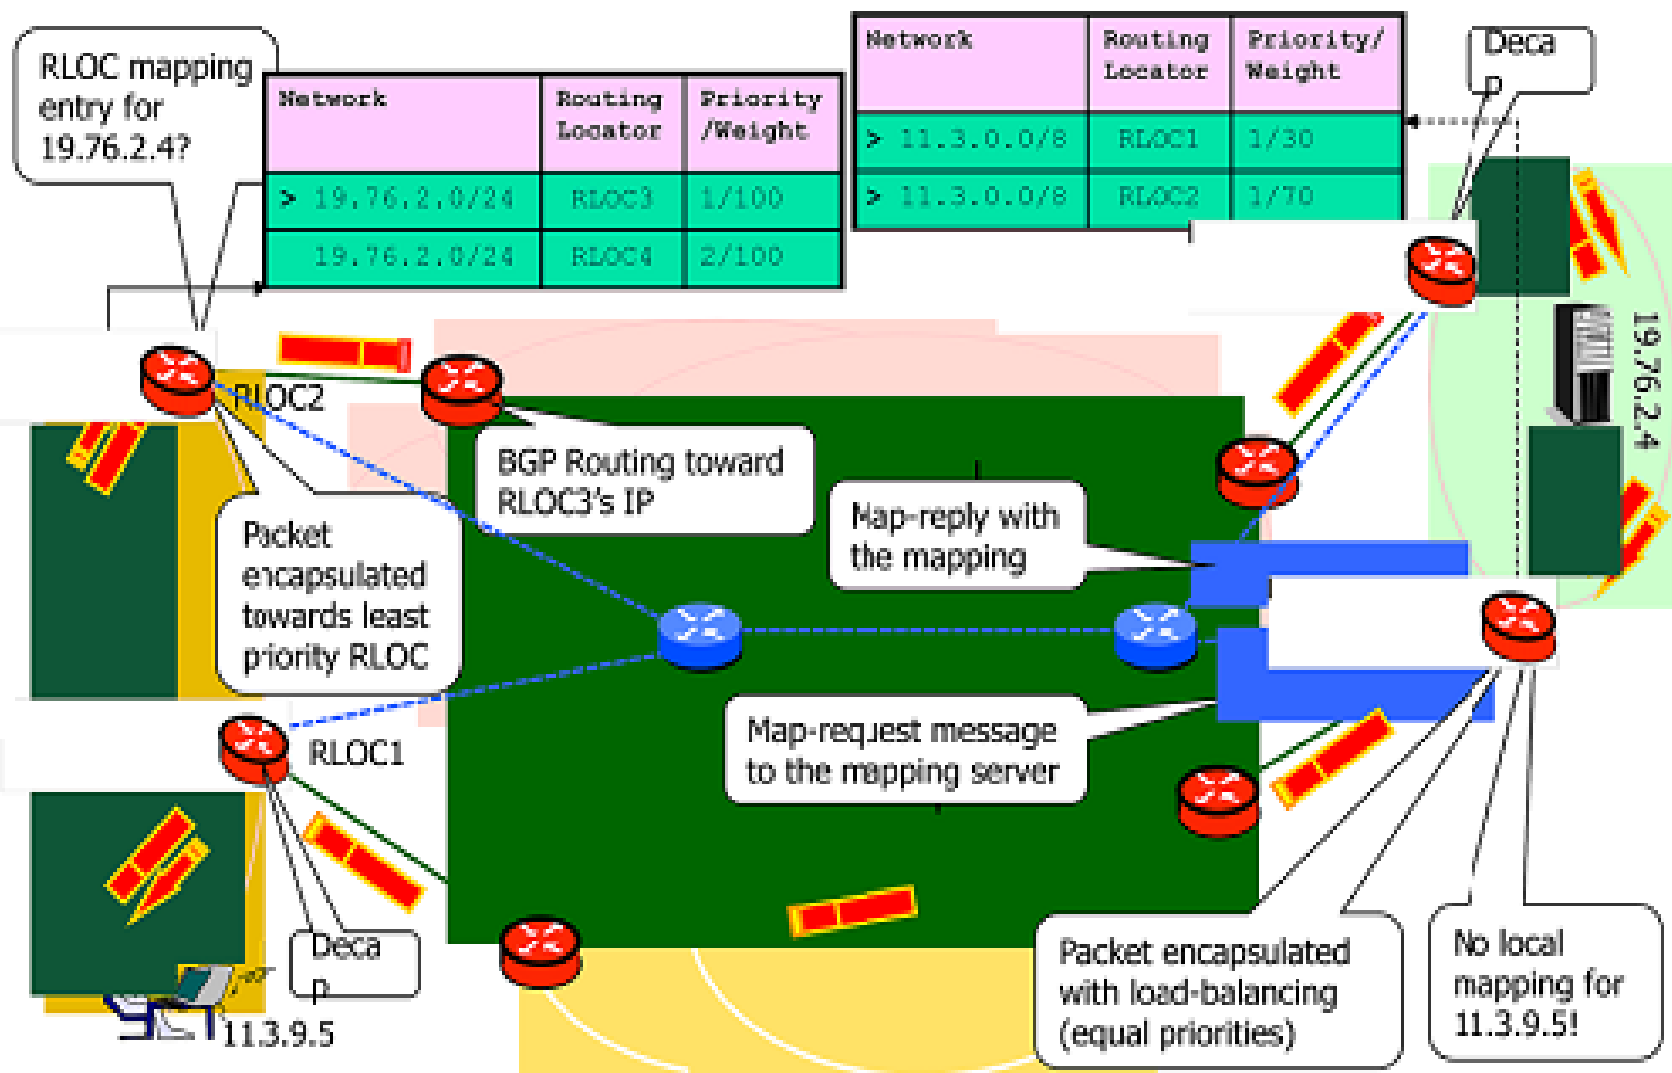 RLOC mapping
entry for
19.76.2.4?
Network Routing Locator Priority /Weight
> 19.76.2.0/24 RLOC3 1/100
19.76.2.0/24 RLOC4 2/100
Network Routing Locator Priority/ Weight
> 11.3.0.0/8 RLOC1 1/30
> 11.3.0.0/8 RLOC2 1/70
Deca
p
19.76.2.4
RLOC2
BGP Routing toward
RLOC3's IP
Map-reply with
the mapping
Packet
encapsulated
towards least
priority RLOC
RLOC1
Map-request message
to the mapping server
Deca
p
11.3.9.5
Packet encapsulated
with load-balancing
(equal priorities)
No local
mapping for
11.3.9.5!